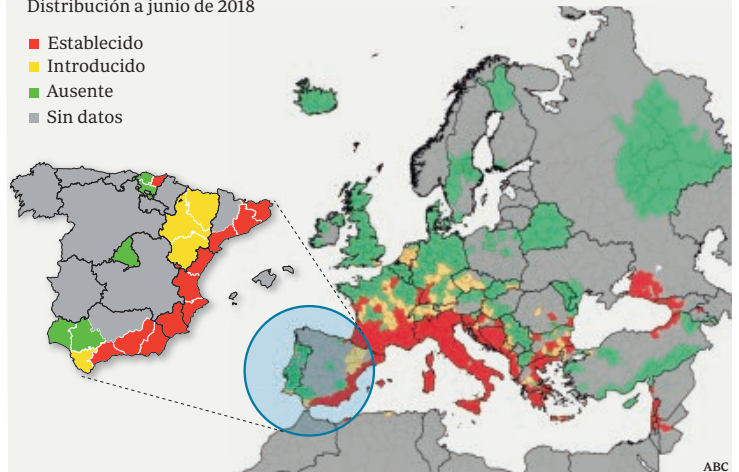 Distribución a junio de 2018
Establecido
Introducido
Ausente
Sin datos
ABC